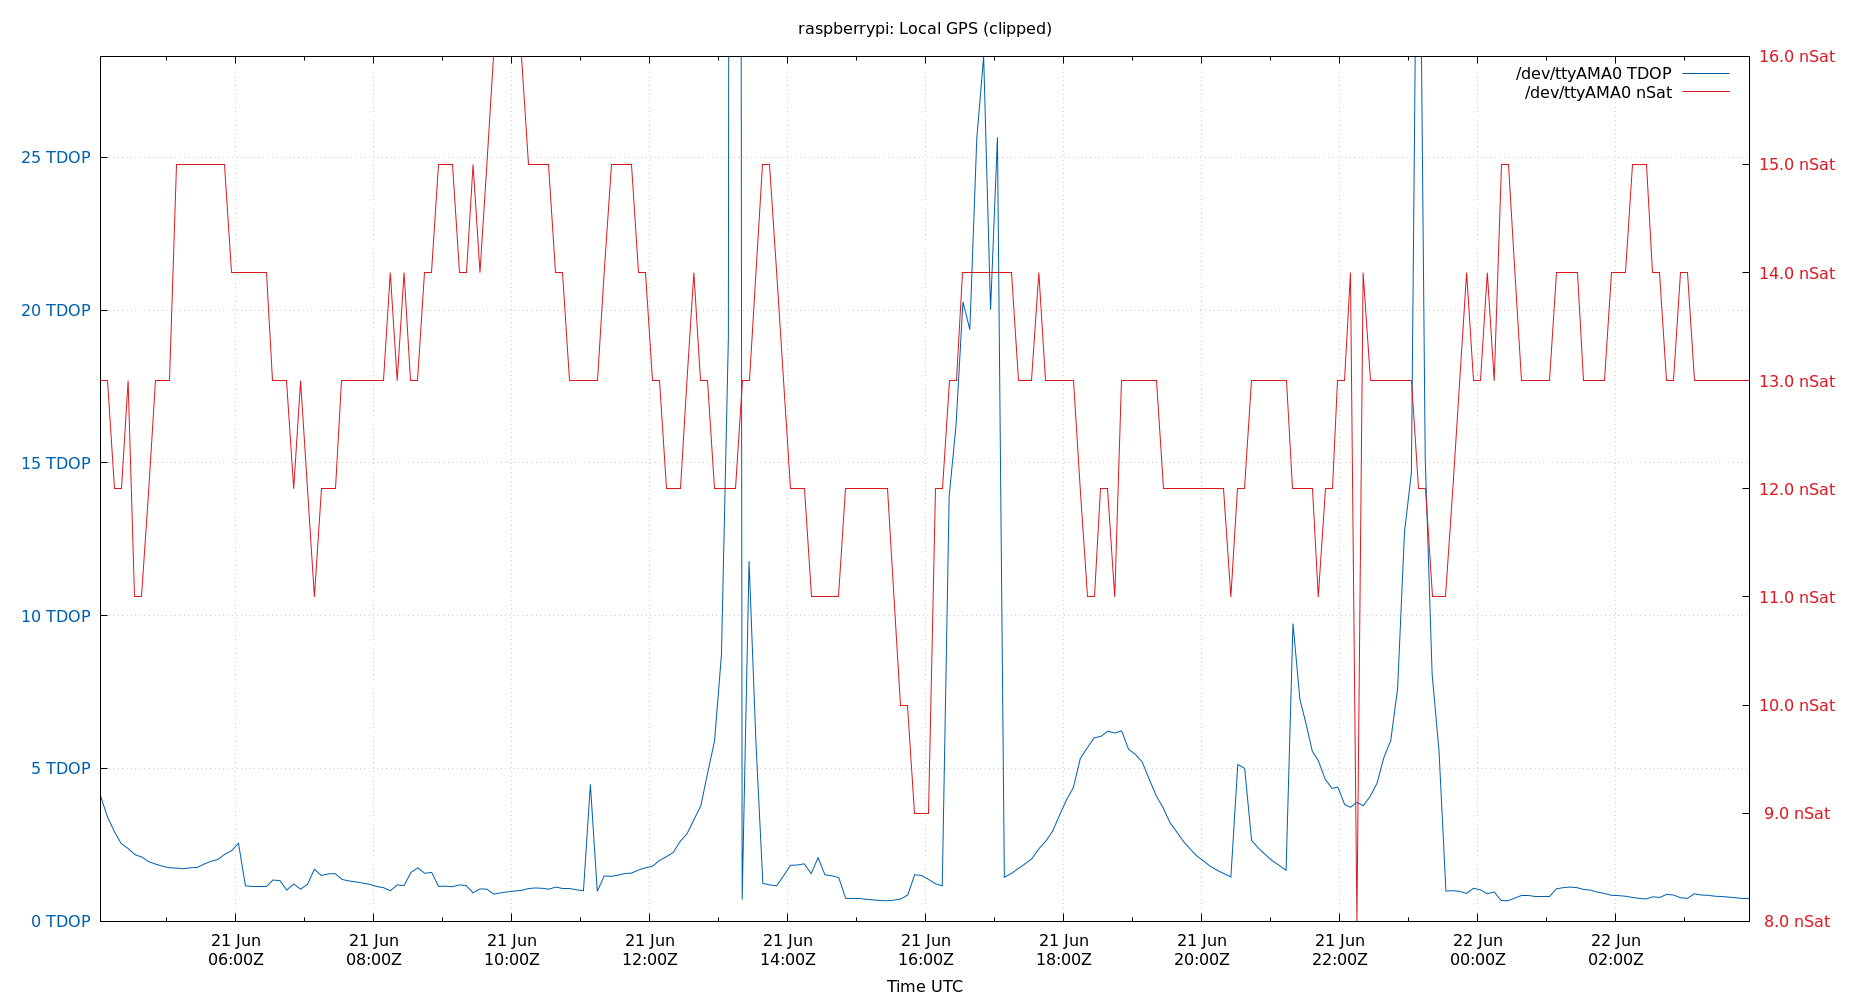 raspberrypi: Local GPS (clipped)
/dev/ttyAMA0 TDOP
/dev/ttyAMA0 nSat
25 TDOP
20 TDOP
15 TDOP
10 TDOP
5 TDOP
0 TDOP
16.0 nSat
15.0 nSat
14.0 nSat
13.0 nSat
12.0 nSat
11.0 nSat
10.0 nSat
9.0 nSat
8.0 nSat
21 Jun 21 Jun 21 Jun 21 Jun 21 Jun 21 Jun 21 Jun 21 Jun 21 Jun 22 Jun 22 Jun
06:00Z 08:00Z 10:00Z 12:00Z 14:00Z 16:00Z 18:00Z 20:00Z 22:00Z 00:00Z 02:00Z
Time UTC